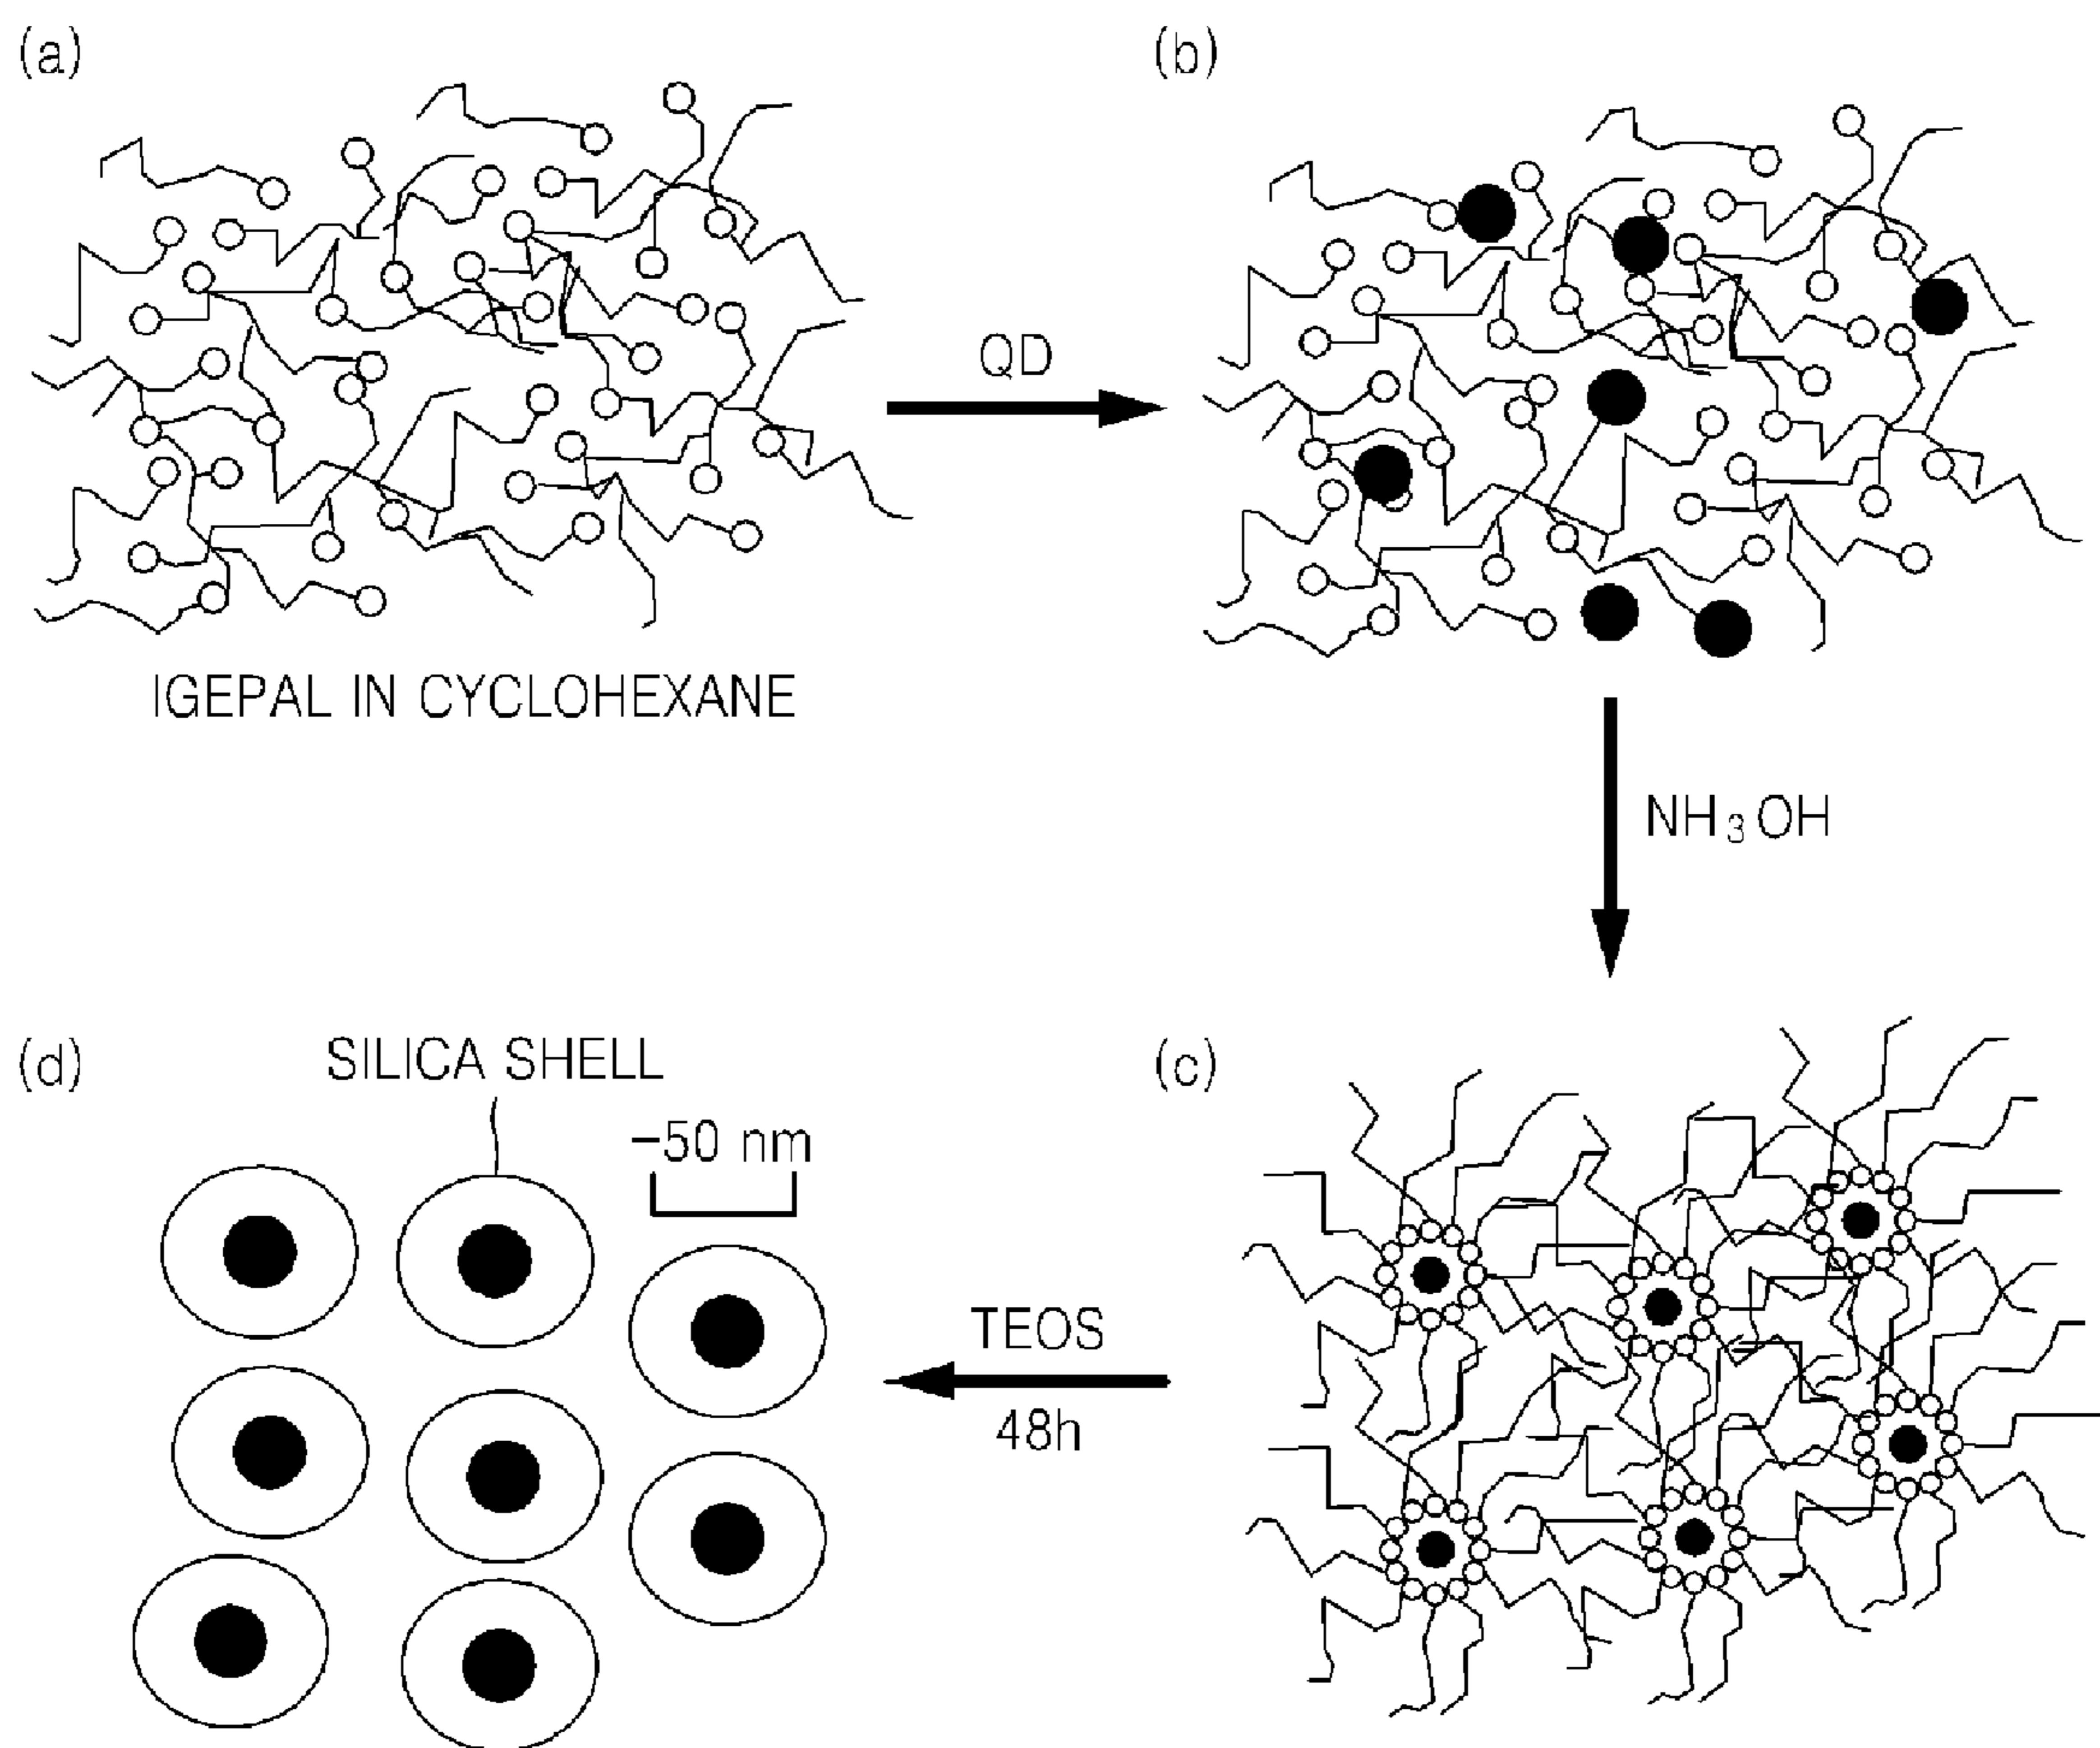 (a)
(b)
QD
IGEPAL IN CYCLOHEXANE
NH3OH
(d)
SILICA SHELL
–50 nm
(c)
TEOS
48h